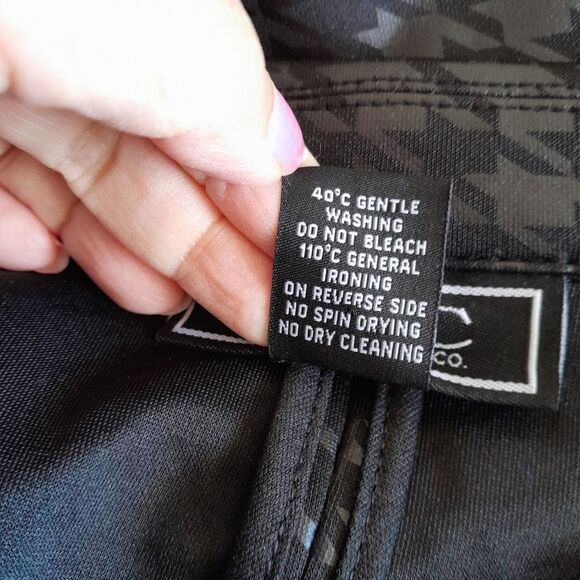 40°C GENTLE
WASHING
DO NOT BLEACH
110°C GENERAL
IRONING
ON REVERSE SIDE
NO SPIN DRYING
NO DRY CLEANING
C
CO.